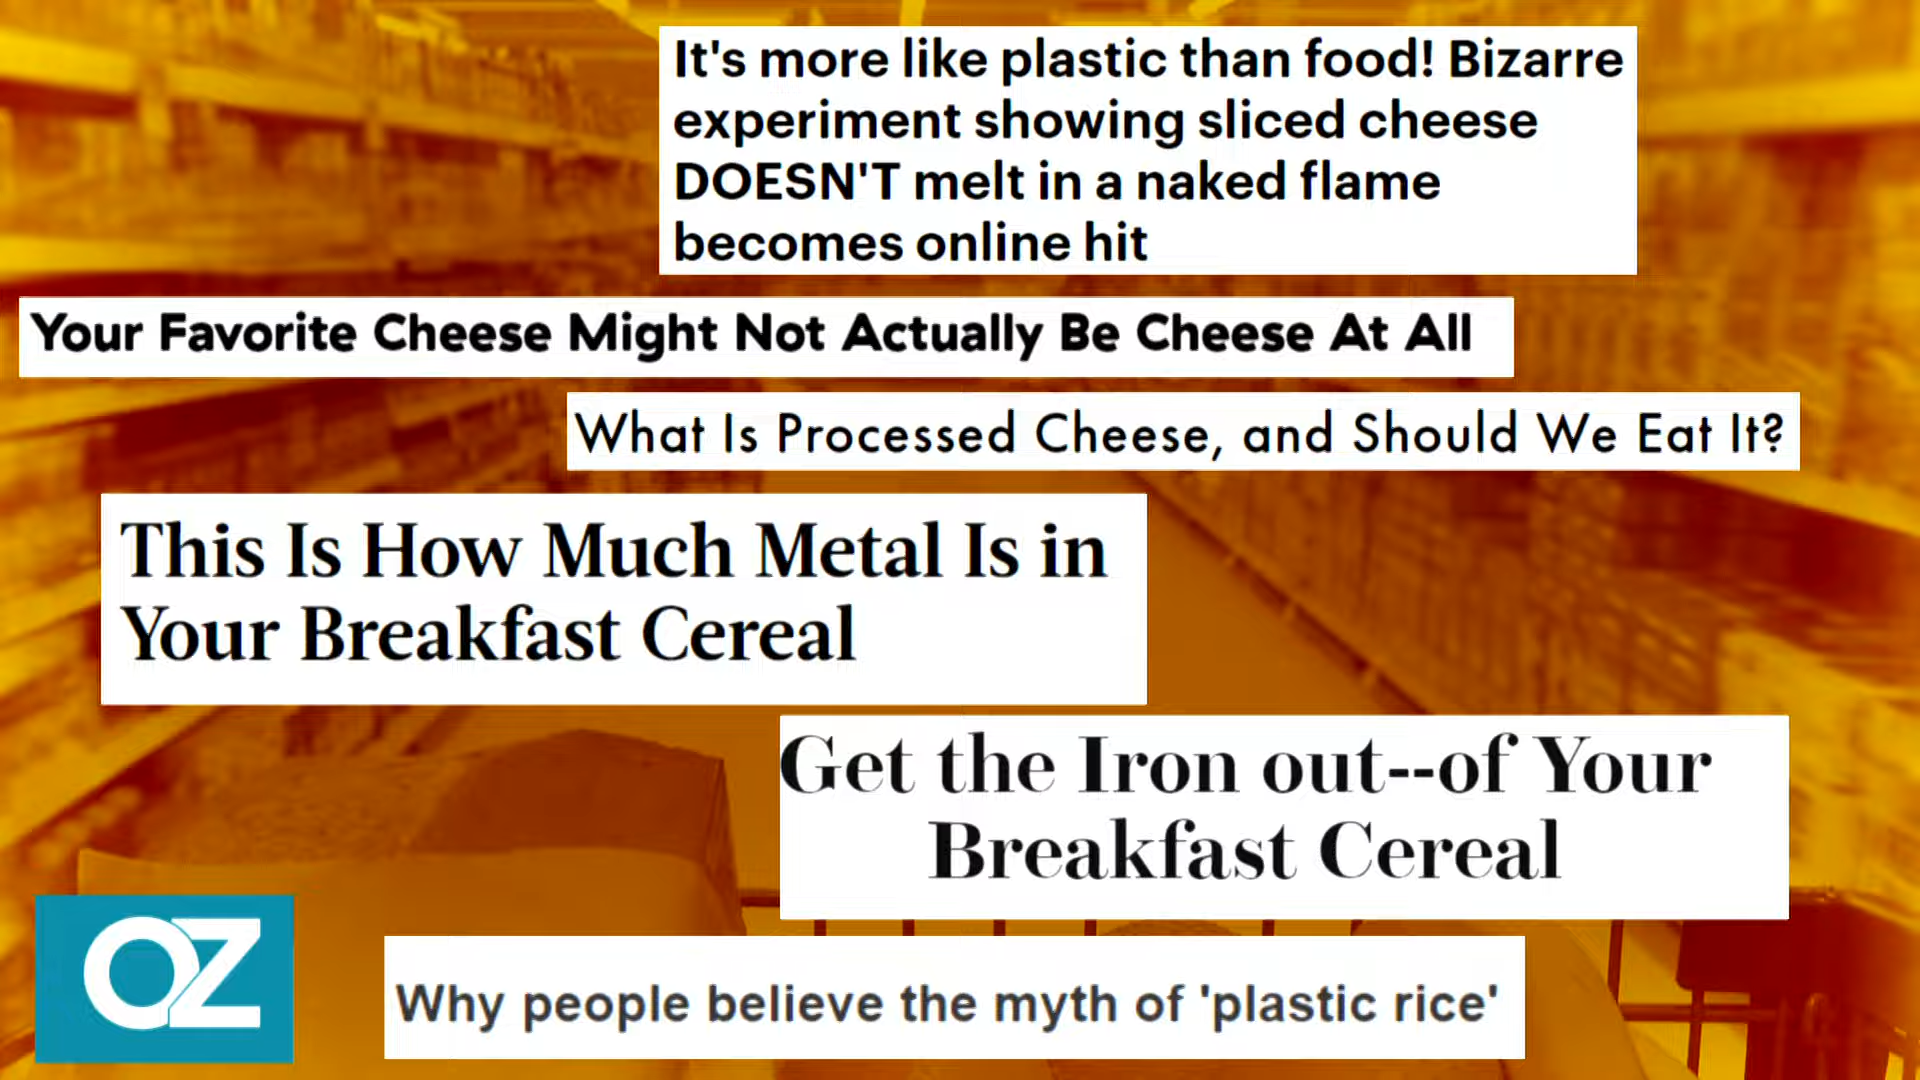 It's more like plastic than food! Bizarre
experiment showing sliced cheese
DOESN'T melt in a naked flame
becomes online hit
Your Favorite Cheese Might Not Actually Be Cheese At All
What Is Processed Cheese, and Should We Eat It?
This Is How Much Metal Is in
Your Breakfast Cereal
Get the Iron out--of Your
Breakfast Cereal
OZ
Why people believe the myth of 'plastic rice'